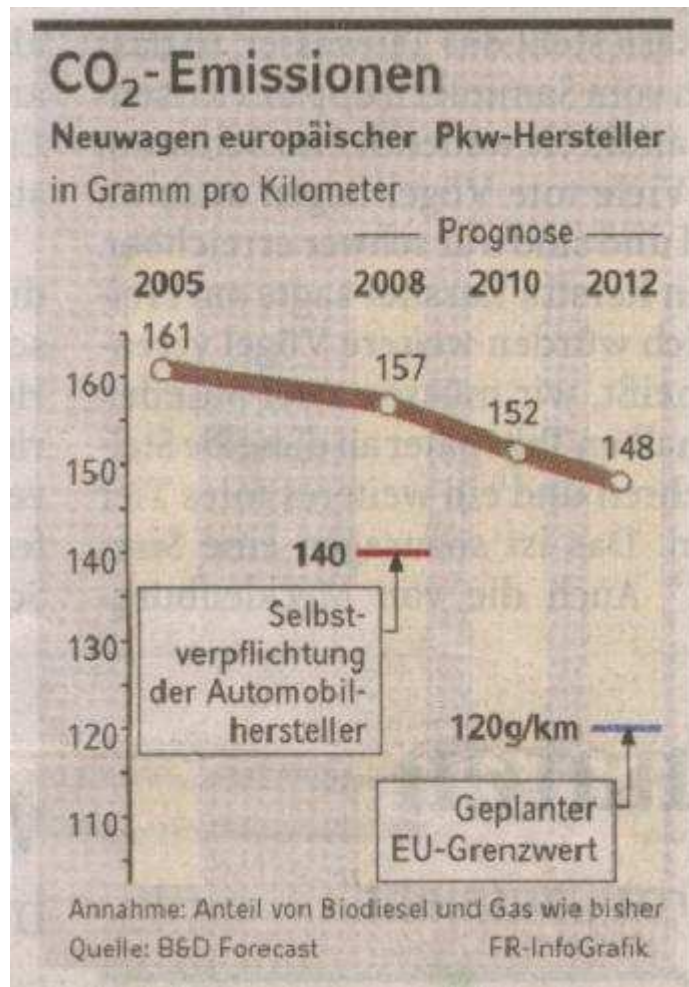 CO₂-Emissionen
Neuwagen europäischer Pkw-Hersteller
in Gramm pro Kilometer
Prognose
2005 2008 2010 2012
161
157
152
148
160
150
140
130
120
110
140
Selbst-
verpflichtung
der Automobil-
hersteller
120g/km
Geplanter
EU-Grenzwert
Annahme: Anteil von Biodiesel und Gas wie bisher
Quelle: B&D Forecast FR-InfoGrafik